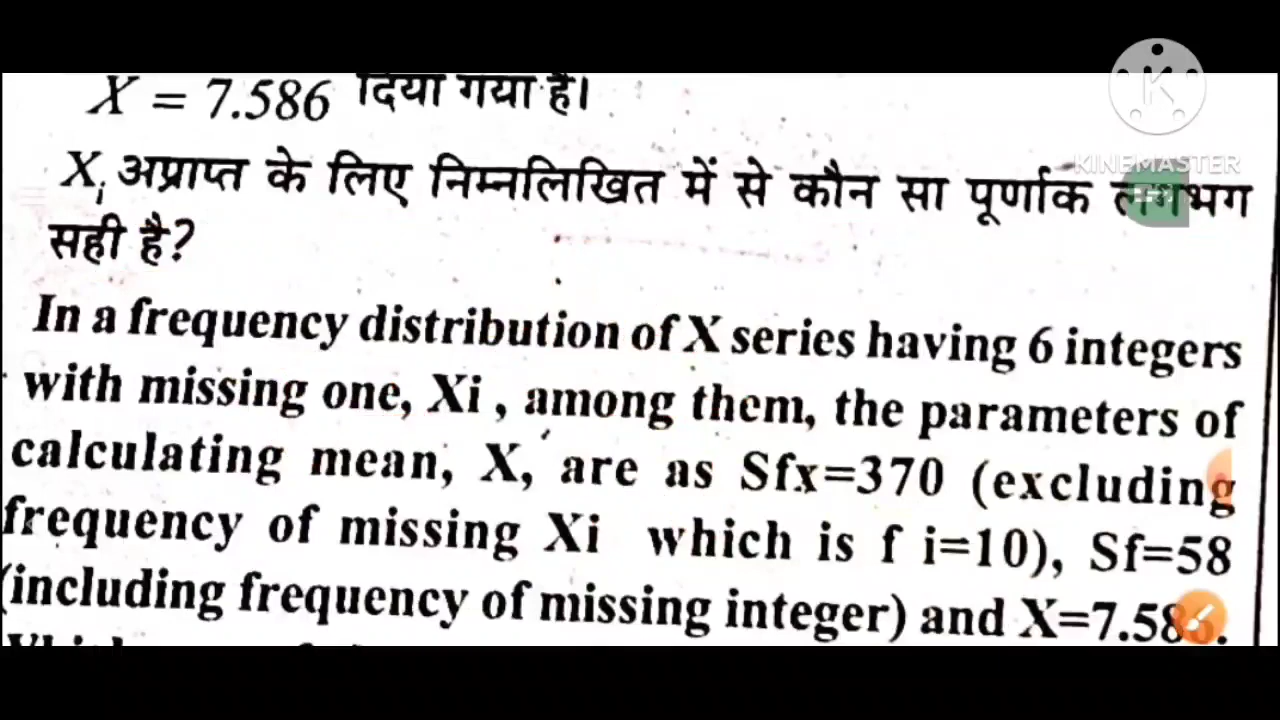 X = 7.586 दिया गया है।
KINEMASTER
Xi अप्राप्त के लिए निम्नलिखित में से कौन सा पूर्णाक लगभग
सही है?
In a frequency distribution of X series having 6 integers
with missing one, Xi , among them, the parameters of
calculating mean, X, are as Sfx=370 (excluding
frequency of missing Xi which is f i=10), Sf=58
(including frequency of missing integer) and X=7.586.